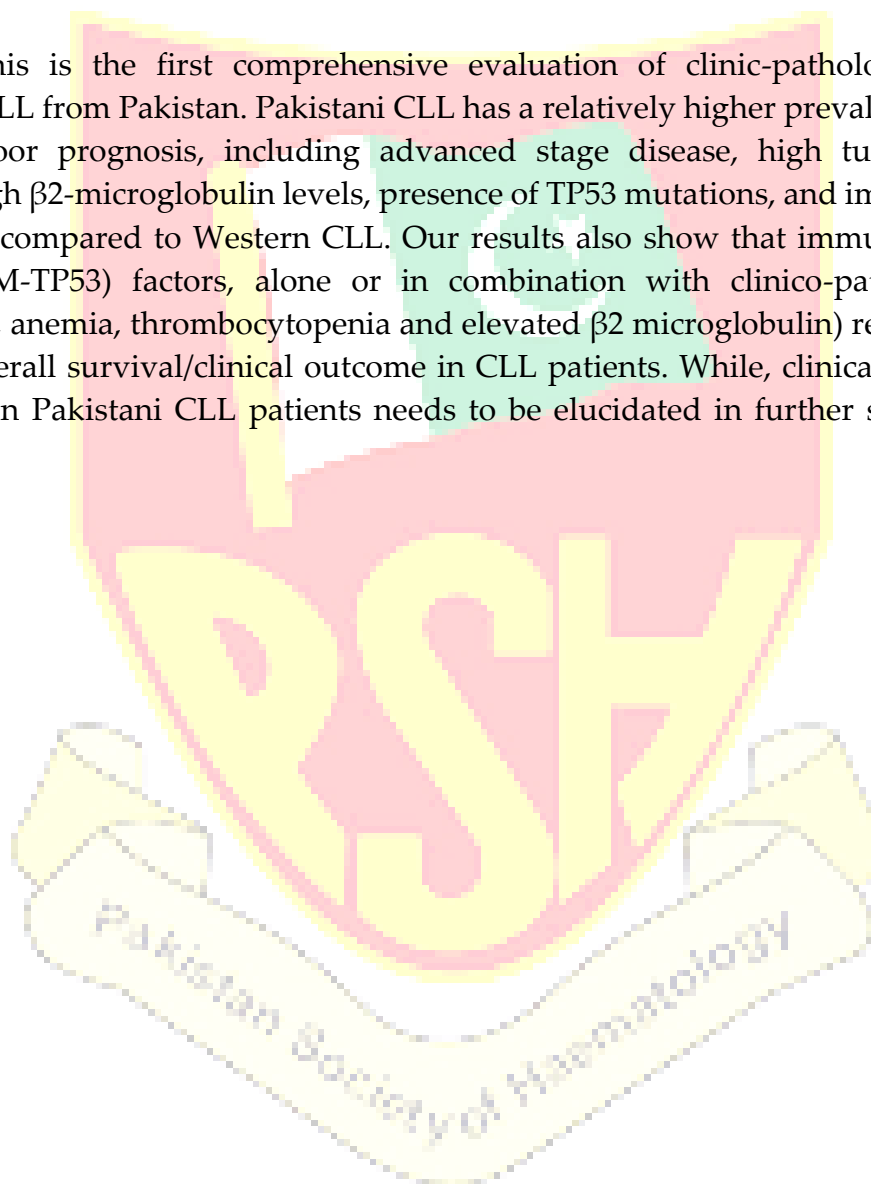 his is the first comprehensive evaluation of clinic-patholo
LL from Pakistan. Pakistani CLL has a relatively higher preval
oor prognosis, including advanced stage disease, high tu
gh β2-microglobulin levels, presence of TP53 mutations, and im
compared to Western CLL. Our results also show that immu
M-TP53) factors, alone or in combination with clinico-pa
anemia, thrombocytopenia and elevated β2 microglobulin) re
erall survival/clinical outcome in CLL patients. While, clinica
n Pakistani CLL patients needs to be elucidated in further s
PSH
Pakistan Society of Haematology